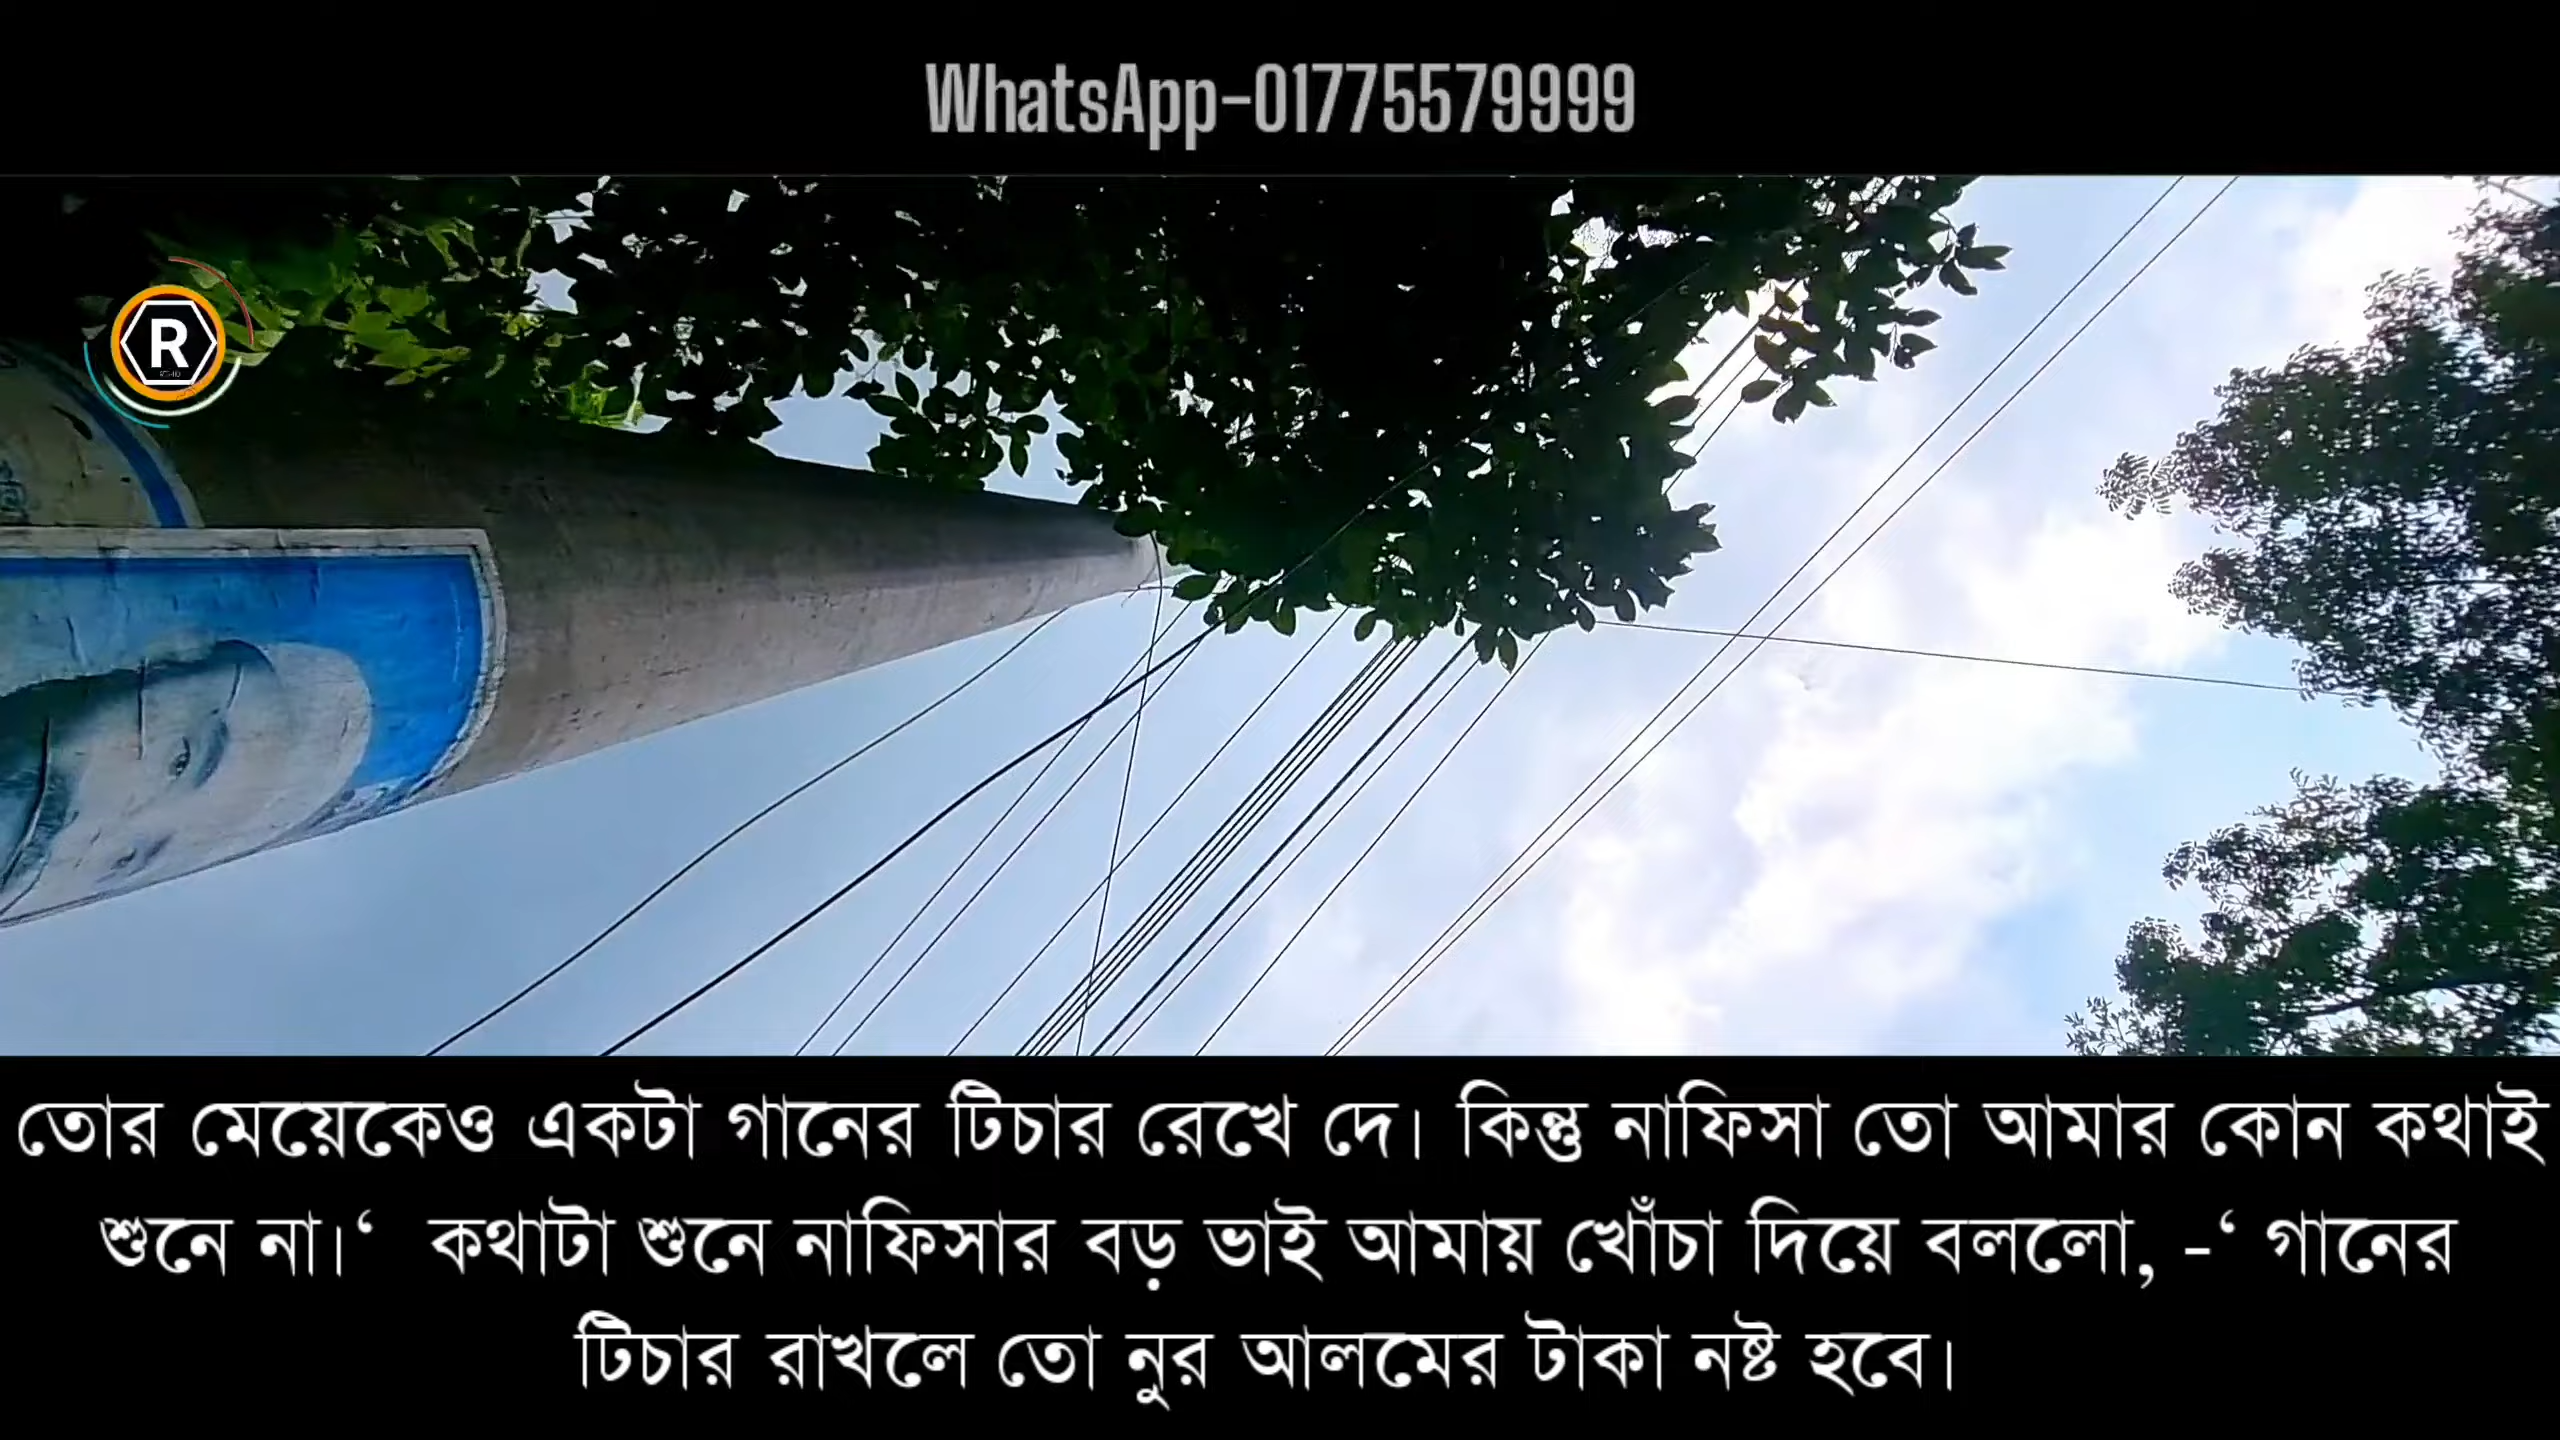 WhatsApp-01775579999
R
তোর মেয়েকেও একটা গানের টিচার রেখে দে। কিন্তু নাফিসা তো আমার কোন কথাই
শুনে না।‘ কথাটা শুনে নাফিসার বড় ভাই আমায় খোঁচা দিয়ে বললো, -‘ গানের
টিচার রাখলে তো নুর আলমের টাকা নষ্ট হবে।